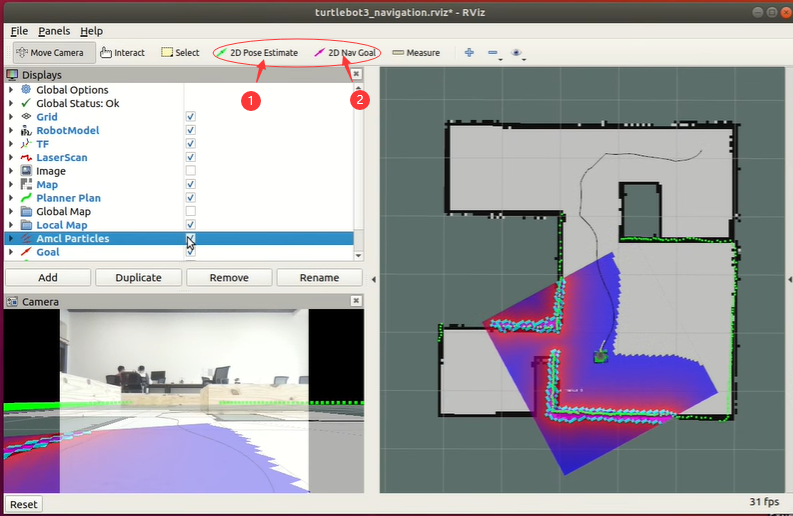 turtlebot3_navigation.rviz* - RViz
File Panels Help
Move Camera Interact Select 2D Pose Estimate 2D Nav Goal Measure
1 2
Displays
Global Options
Global Status: Ok
Grid
RobotModel
TF
LaserScan
Image
Map
Planner Plan
Global Map
Local Map
Amcl Particles
Goal
Add Duplicate Remove Rename
Camera
Reset
31 fps